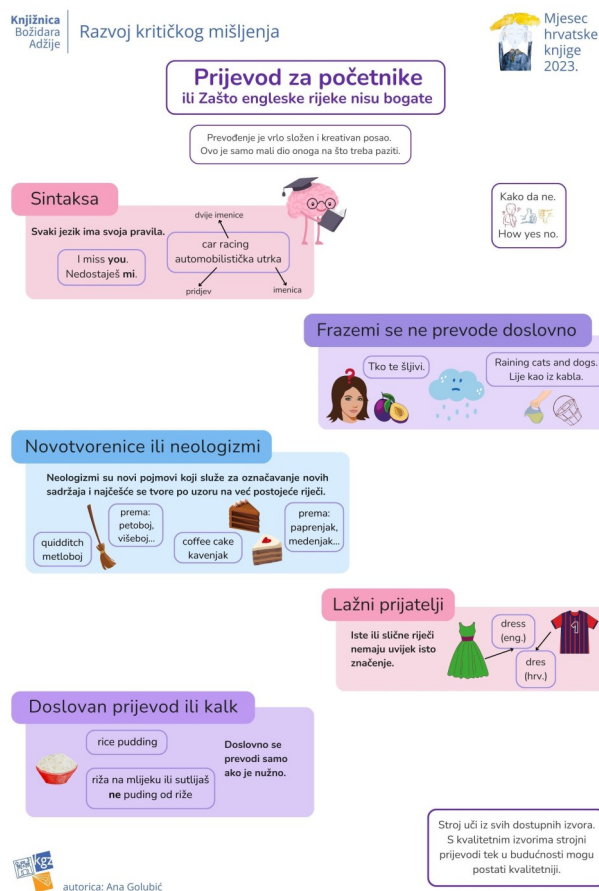 Knjižnica
Božidara
Adžije
Razvoj kritičkog mišljenja
Mjesec
hrvatske
knjige
2023.
Prijevod za početnike
ili Zašto engleske rijeke nisu bogate
Prevođenje je vrlo složen i kreativan posao.
Ovo je samo mali dio onoga na što treba paziti.
Sintaksa
Svaki jezik ima svoja pravila.
I miss you.
Nedostaješ mi.
dvije imenice
car racing
automobilistička utrka
pridjev
imenica
Kako da ne.
How yes no.
Frazemi se ne prevode doslovno
?
Tko te šljivi.
Raining cats and dogs.
Lije kao iz kabla.
Novotvorenice ili neologizmi
Neologizmi su novi pojmovi koji služe za označavanje novih
sadržaja i najčešće se tvore po uzoru na već postojeće riječi.
quidditch
metloboj
prema:
petoboj,
višeboj...
coffee cake
kavenjak
prema:
paprenjak,
medenjak...
Lažni prijatelji
Iste ili slične riječi
nemaju uvijek isto
značenje.
dress
(eng.)
dres
(hrv.)
1
Doslovan prijevod ili kalk
rice pudding
riža na mlijeku ili sutlijaš
ne puding od riže
Doslovno se
prevodi samo
ako je nužno.
Stroj uči iz svih dostupnih izvora.
S kvalitetnim izvorima strojni
prijevodi tek u budućnosti mogu
postati kvalitetniji.
kgz
autorica: Ana Golubić